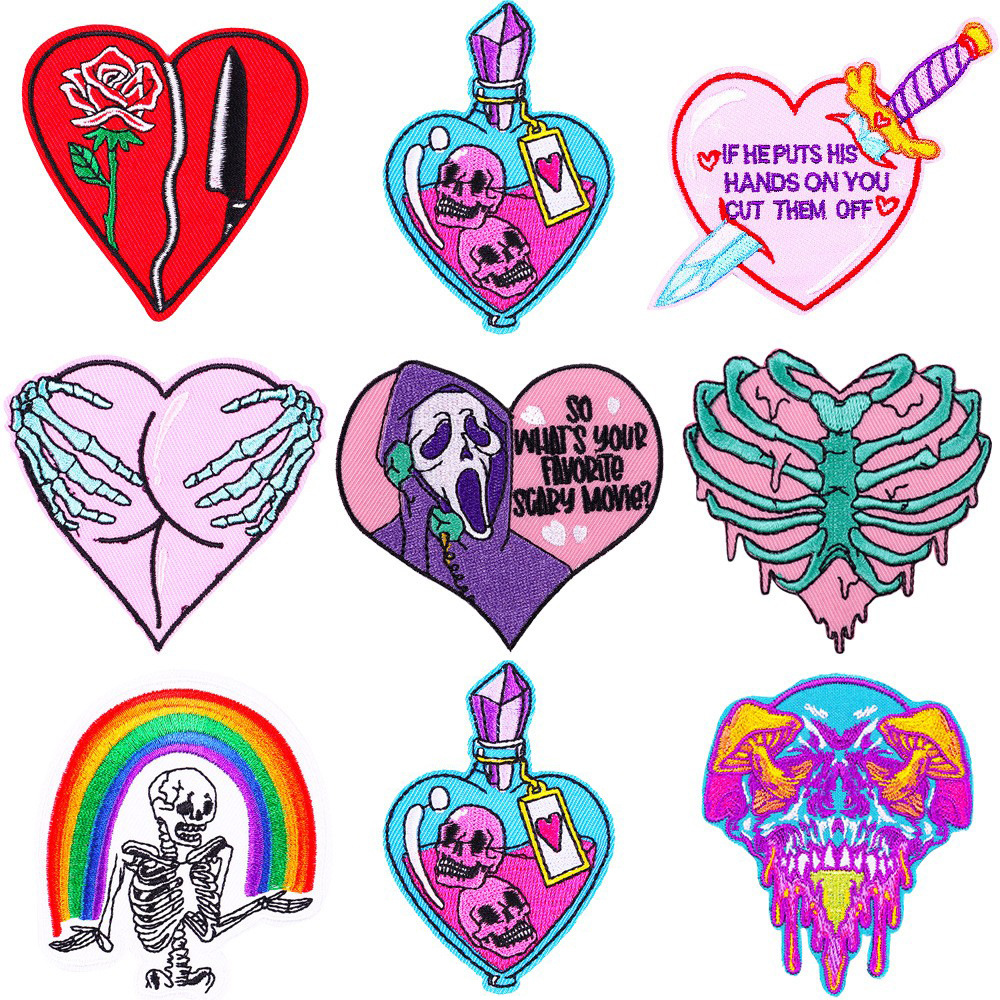 IF HE PUTS HIS
HANDS ON YOU
CUT THEM OFF
SO
WHAT'S YOUR
FAVORITE
SCARY MOVIE?